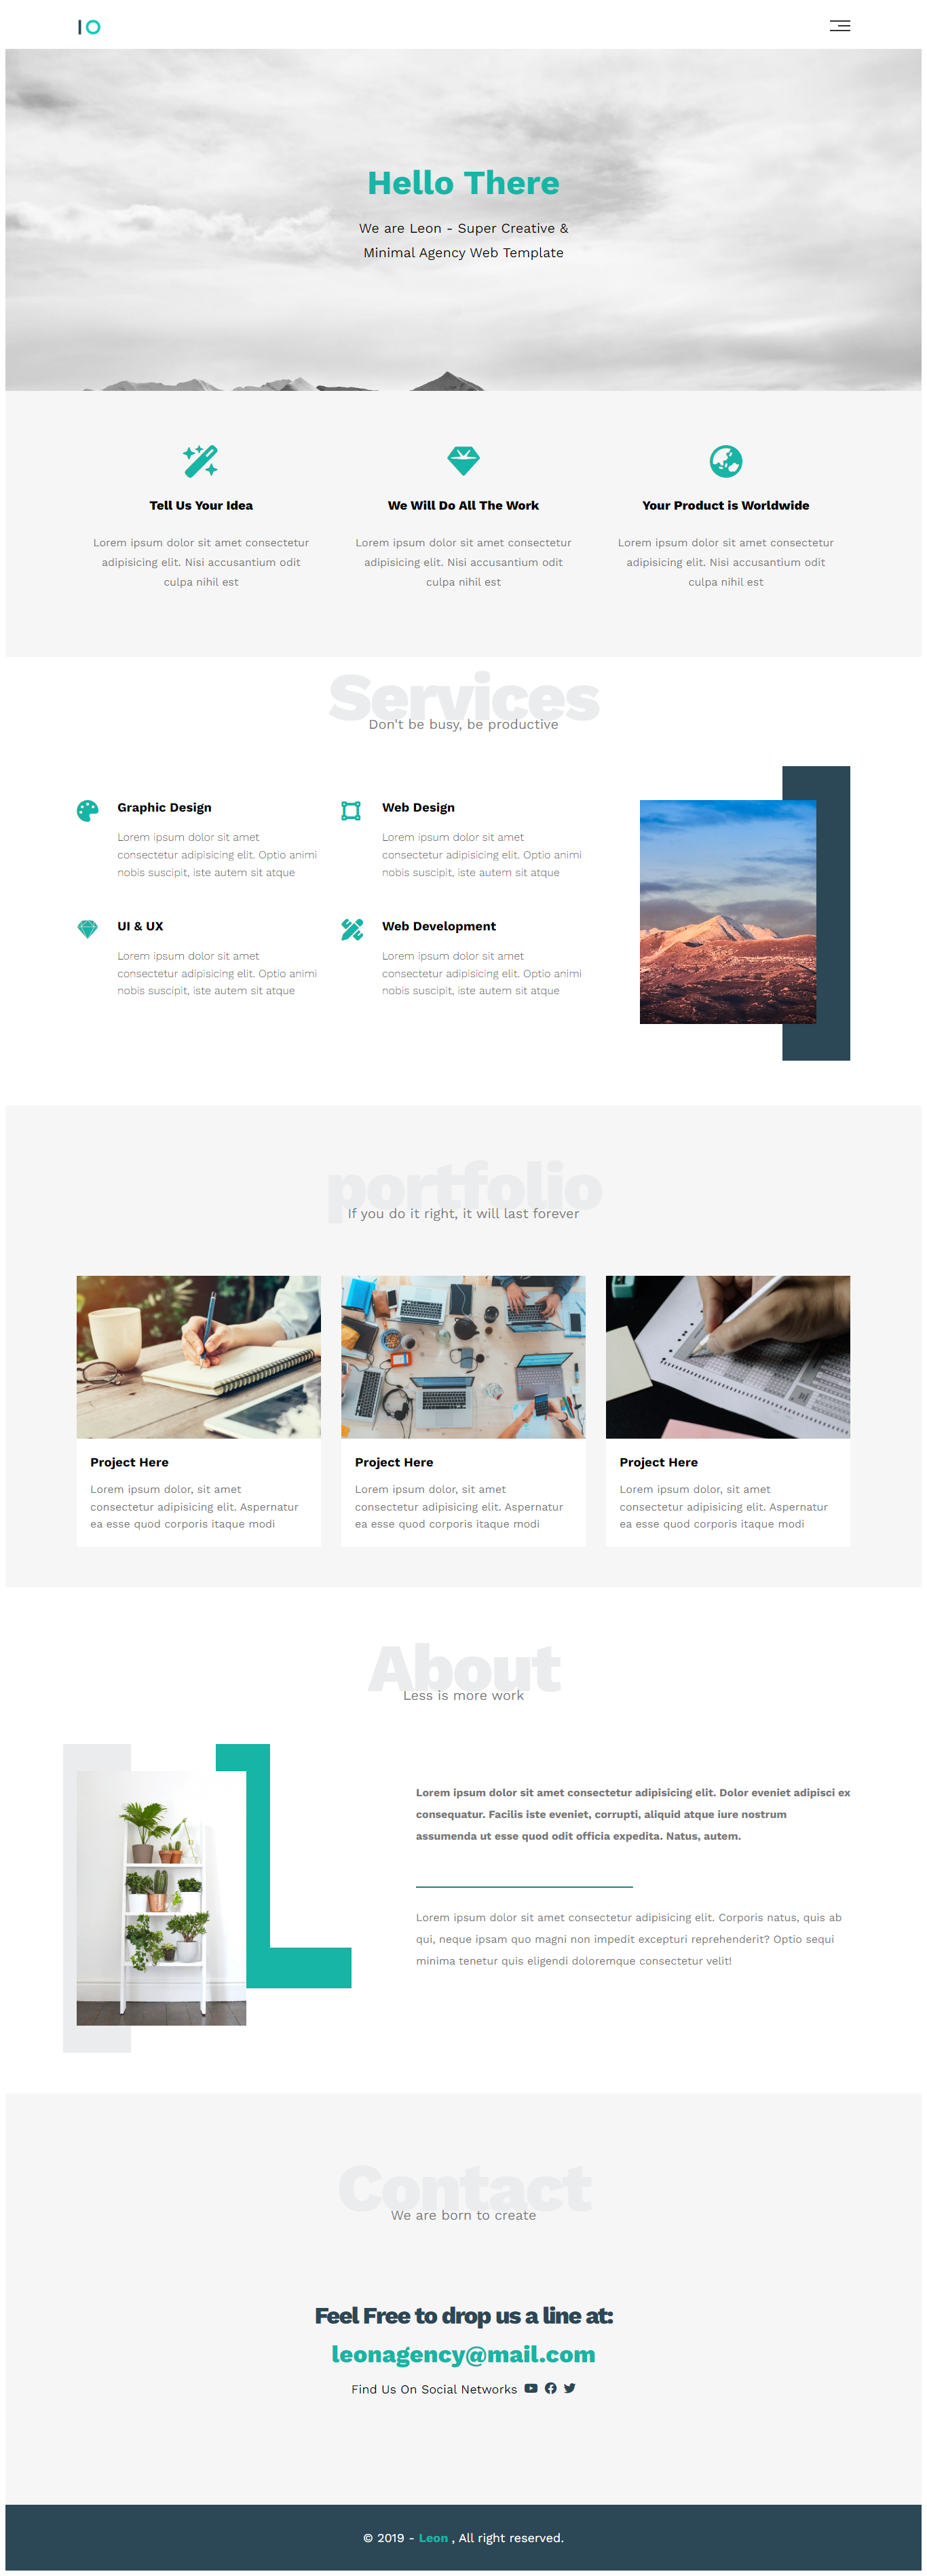 IO
Hello There
We are Leon - Super Creative &
Minimal Agency Web Template
Tell Us Your Idea
Lorem ipsum dolor sit amet consectetur
adipisicing elit. Nisi accusantium odit
culpa nihil est
We Will Do All The Work
Lorem ipsum dolor sit amet consectetur
adipisicing elit. Nisi accusantium odit
culpa nihil est
Your Product is Worldwide
Lorem ipsum dolor sit amet consectetur
adipisicing elit. Nisi accusantium odit
culpa nihil est
Services
Don't be busy, be productive
Graphic Design
Lorem ipsum dolor sit amet
consectetur adipisicing elit. Optio animi
nobis suscipit, iste autem sit atque
Web Design
Lorem ipsum dolor sit amet
consectetur adipisicing elit. Optio animi
nobis suscipit, iste autem sit atque
UI & UX
Lorem ipsum dolor sit amet
consectetur adipisicing elit. Optio animi
nobis suscipit, iste autem sit atque
Web Development
Lorem ipsum dolor sit amet
consectetur adipisicing elit. Optio animi
nobis suscipit, iste autem sit atque
portfolio
If you do it right, it will last forever
Project Here
Lorem ipsum dolor, sit amet
consectetur adipisicing elit. Aspernatur
ea esse quod corporis itaque modi
Project Here
Lorem ipsum dolor, sit amet
consectetur adipisicing elit. Aspernatur
ea esse quod corporis itaque modi
Project Here
Lorem ipsum dolor, sit amet
consectetur adipisicing elit. Aspernatur
ea esse quod corporis itaque modi
About
Less is more work
Lorem ipsum dolor sit amet consectetur adipisicing elit. Dolor eveniet adipisci ex
consequatur. Facilis iste eveniet, corrupti, aliquid atque iure nostrum
assumenda ut esse quod odit officia expedita. Natus, autem.
Lorem ipsum dolor sit amet consectetur adipisicing elit. Corporis natus, quis ab
qui, neque ipsam quo magni non impedit excepturi reprehenderit? Optio sequi
minima tenetur quis eligendi doloremque consectetur velit!
Contact
We are born to create
Feel Free to drop us a line at:
leonagency@mail.com
Find Us On Social Networks
© 2019 - Leon , All right reserved.